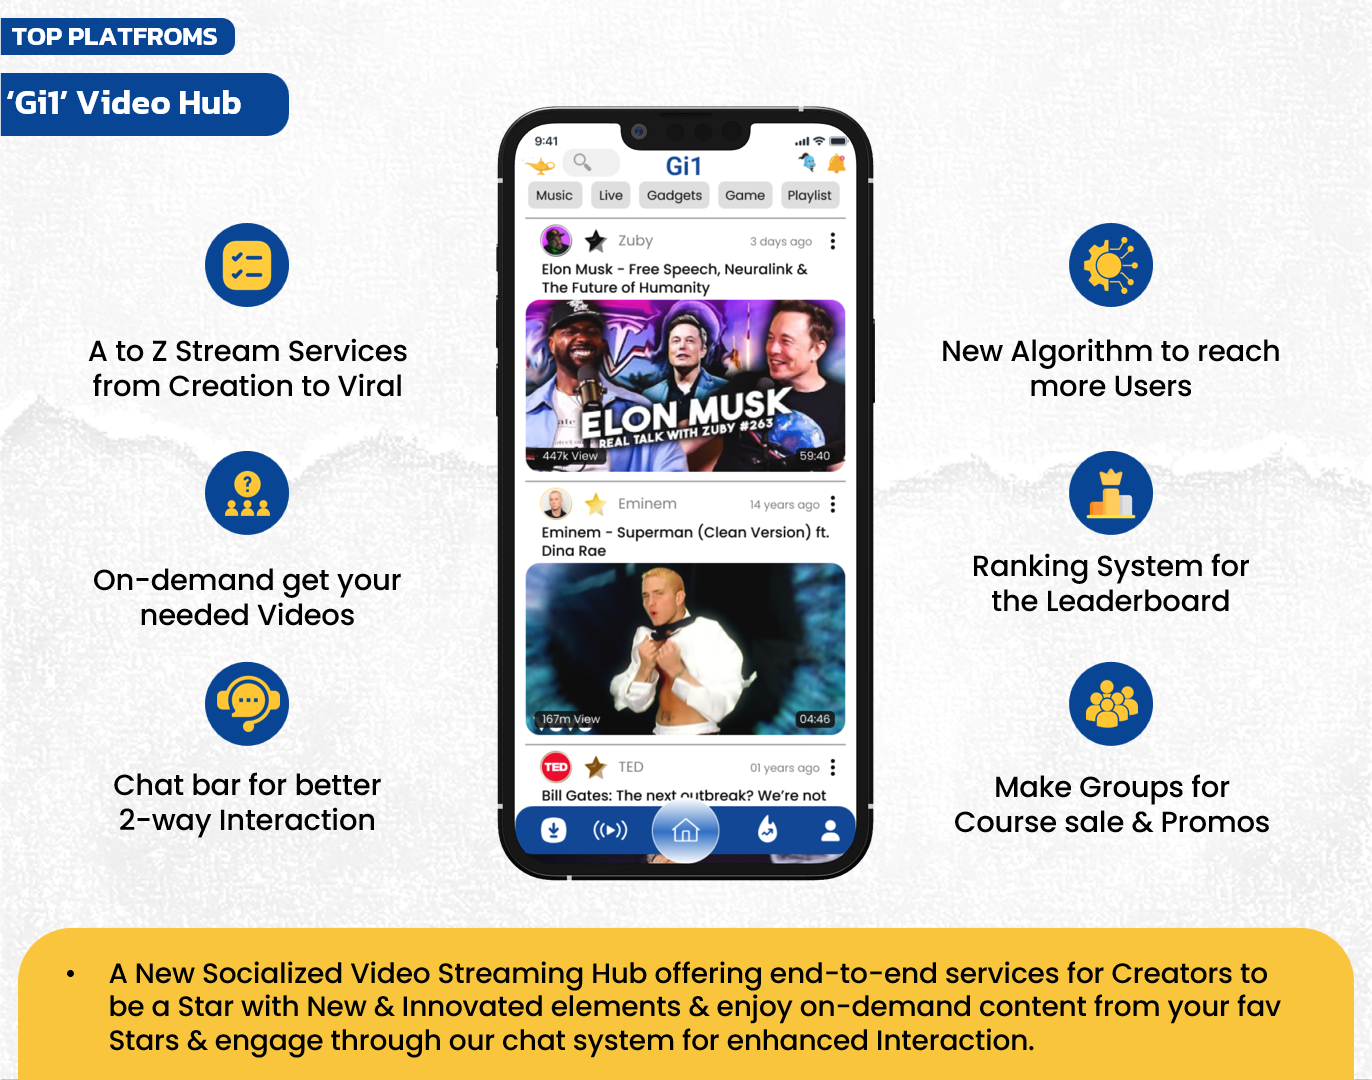 TOP PLATFROMS
‘Gi1’ Video Hub
A to Z Stream Services
from Creation to Viral
On-demand get your
needed Videos
Chat bar for better
2-way Interaction
9:41
Gi1
Music Live Gadgets Game Playlist
Zuby 3 days ago
Elon Musk - Free Speech, Neuralink &
The Future of Humanity
ELON MUSK
REAL TALK WITH ZUBY #263
447k View 59:40
Eminem 14 years ago
Eminem - Superman (Clean Version) ft.
Dina Rae
167m View 04:46
TED TED 01 years ago
Bill Gates: The next outbreak? We’re not
New Algorithm to reach
more Users
Ranking System for
the Leaderboard
Make Groups for
Course sale & Promos
• A New Socialized Video Streaming Hub offering end-to-end services for Creators to
be a Star with New & Innovated elements & enjoy on-demand content from your fav
Stars & engage through our chat system for enhanced Interaction.